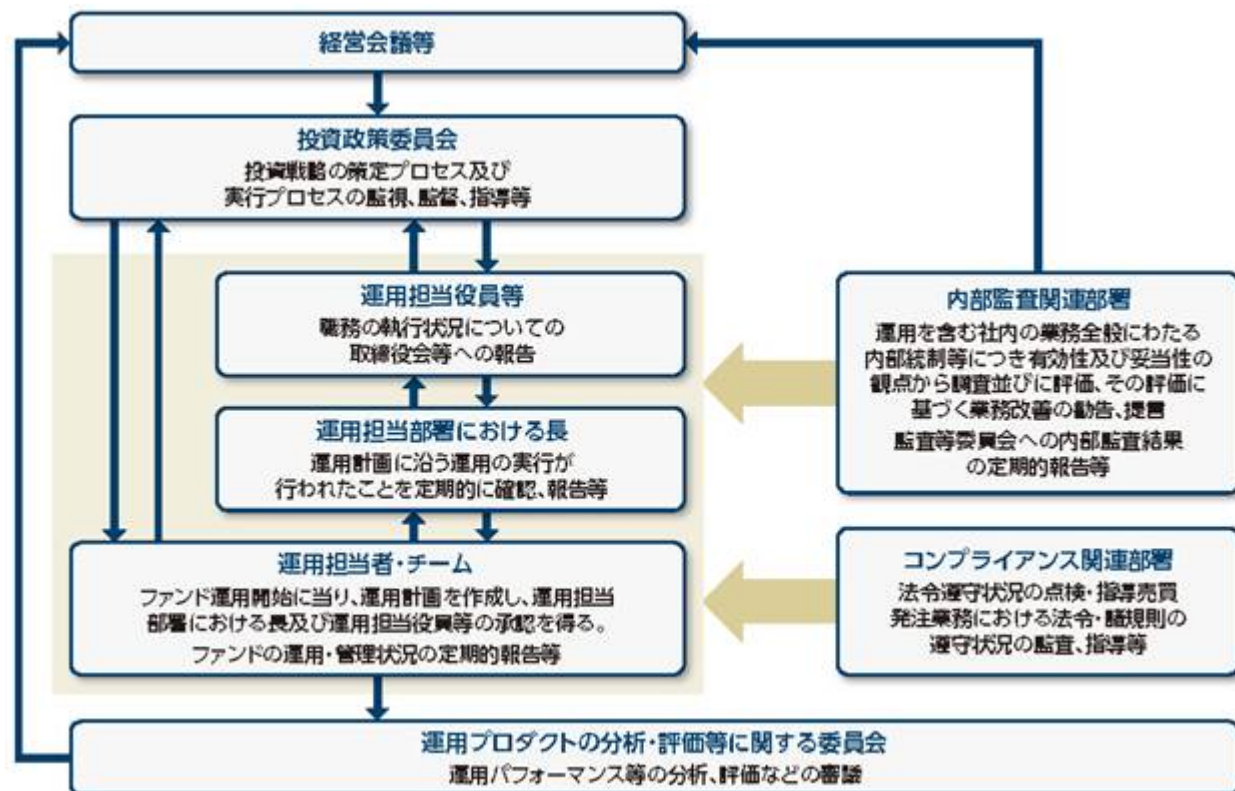 経営会議等
投資政策委員会
投資戦略の策定プロセス及び
実行プロセスの監視、監督、指導等
運用担当役員等
職務の執行状況についての
取締役会等への報告
運用担当部署における長
運用計画に沿う運用の実行が
行われたことを定期的に確認、報告等
運用担当者・チーム
ファンド運用開始に当り、運用計画を作成し、運用担当
部署における長及び運用担当役員等の承認を得る。
ファンドの運用・管理状況の定期的報告等
内部監査関連部署
運用を含む社内の業務全般にわたる
内部統制等につき有効性及び妥当性の
観点から調査並びに評価、その評価に
基づく業務改善の勧告、提言
監査等委員会への内部監査結果
の定期的報告等
コンプライアンス関連部署
法令遵守状況の点検・指導売買
発注業務における法令・諸規則の
遵守状況の監査、指導等
運用プロダクトの分析・評価等に関する委員会
運用パフォーマンス等の分析、評価などの審議